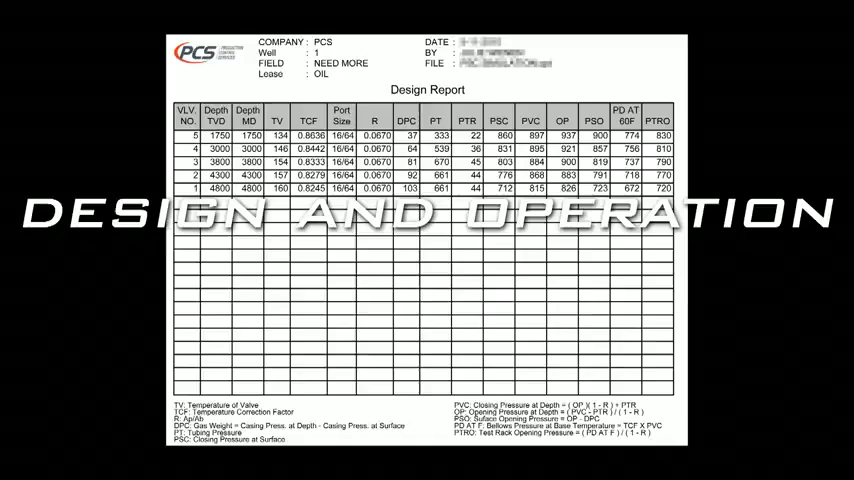 PCS PRODUCTION CONTROL SERVICES
COMPANY : PCS
Well : 1
FIELD : NEED MORE
Lease : OIL
DATE :
BY :
FILE :
Design Report
VLV. NO. Depth TVD Depth MD TV TCF Port Size R DPC PT PTR PSC PVC OP PSO PD AT 60F PTRO
5 1750 1750 134 0.8636 16/64 0.0670 37 333 22 860 897 937 900 774 830
4 3000 3000 146 0.8442 16/64 0.0670 64 539 36 831 895 921 857 756 810
3 3800 3800 154 0.8333 16/64 0.0670 81 670 45 803 884 900 819 737 790
2 4300 4300 157 0.8279 16/64 0.0670 92 661 44 776 868 883 791 718 770
1 4800 4800 160 0.8245 16/64 0.0670 103 661 44 712 815 826 723 672 720
DESIGN AND OPERATION
TV: Temperature of Valve
TCF: Temperature Correction Factor
R: Ap/Ab
DPC: Gas Weight = Casing Press. at Depth - Casing Press. at Surface
PT: Tubing Pressure
PSC: Closing Pressure at Surface
PVC: Closing Pressure at Depth = ( OP )( 1 - R ) + PTR
OP: Opening Pressure at Depth = ( PVC - PTR ) / ( 1 - R )
PSO: Suface Opening Pressure = OP - DPC
PD AT F: Bellows Pressure at Base Temperature = TCF X PVC
PTRO: Test Rack Opening Pressure = ( PD AT F ) / ( 1 - R )